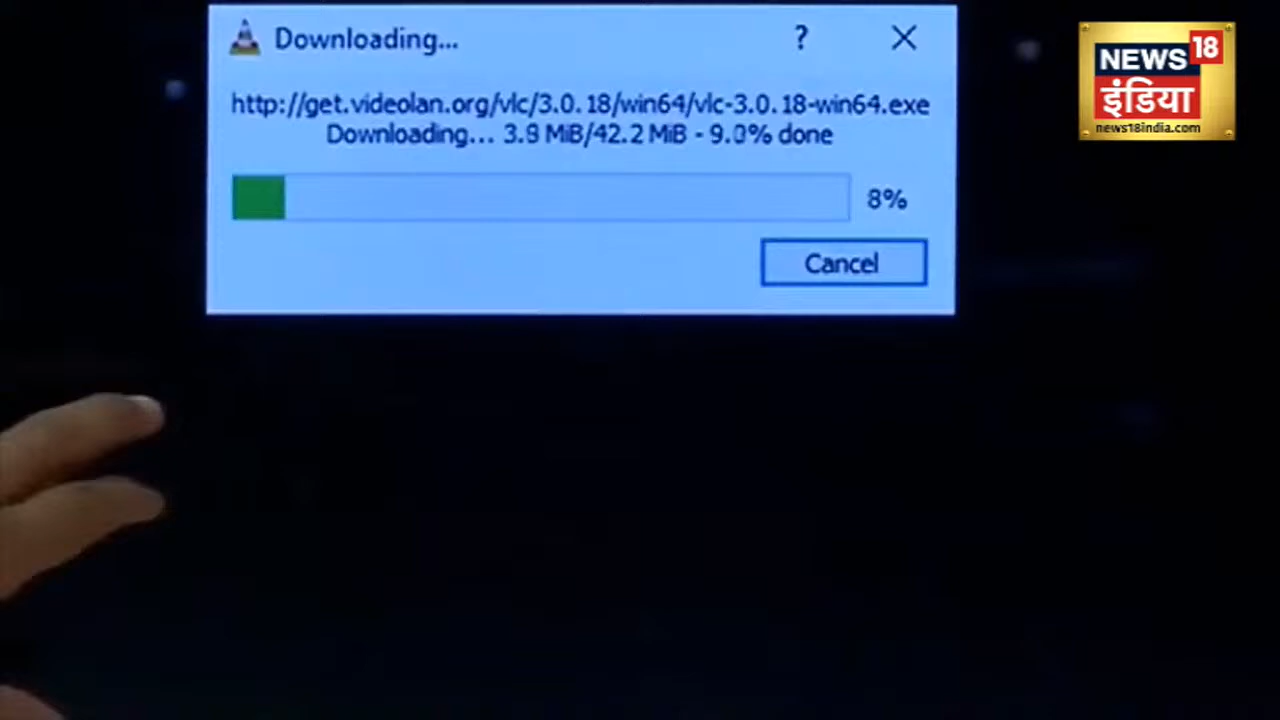 Downloading...
?
http://get.videolan.org/vlc/3.0.18/win64/vlc-3.0.18-win64.exe
Downloading... 3.8 MiB/42.2 MiB - 9.0% done
8%
Cancel
NEWS 18
इंडिया
news18india.com